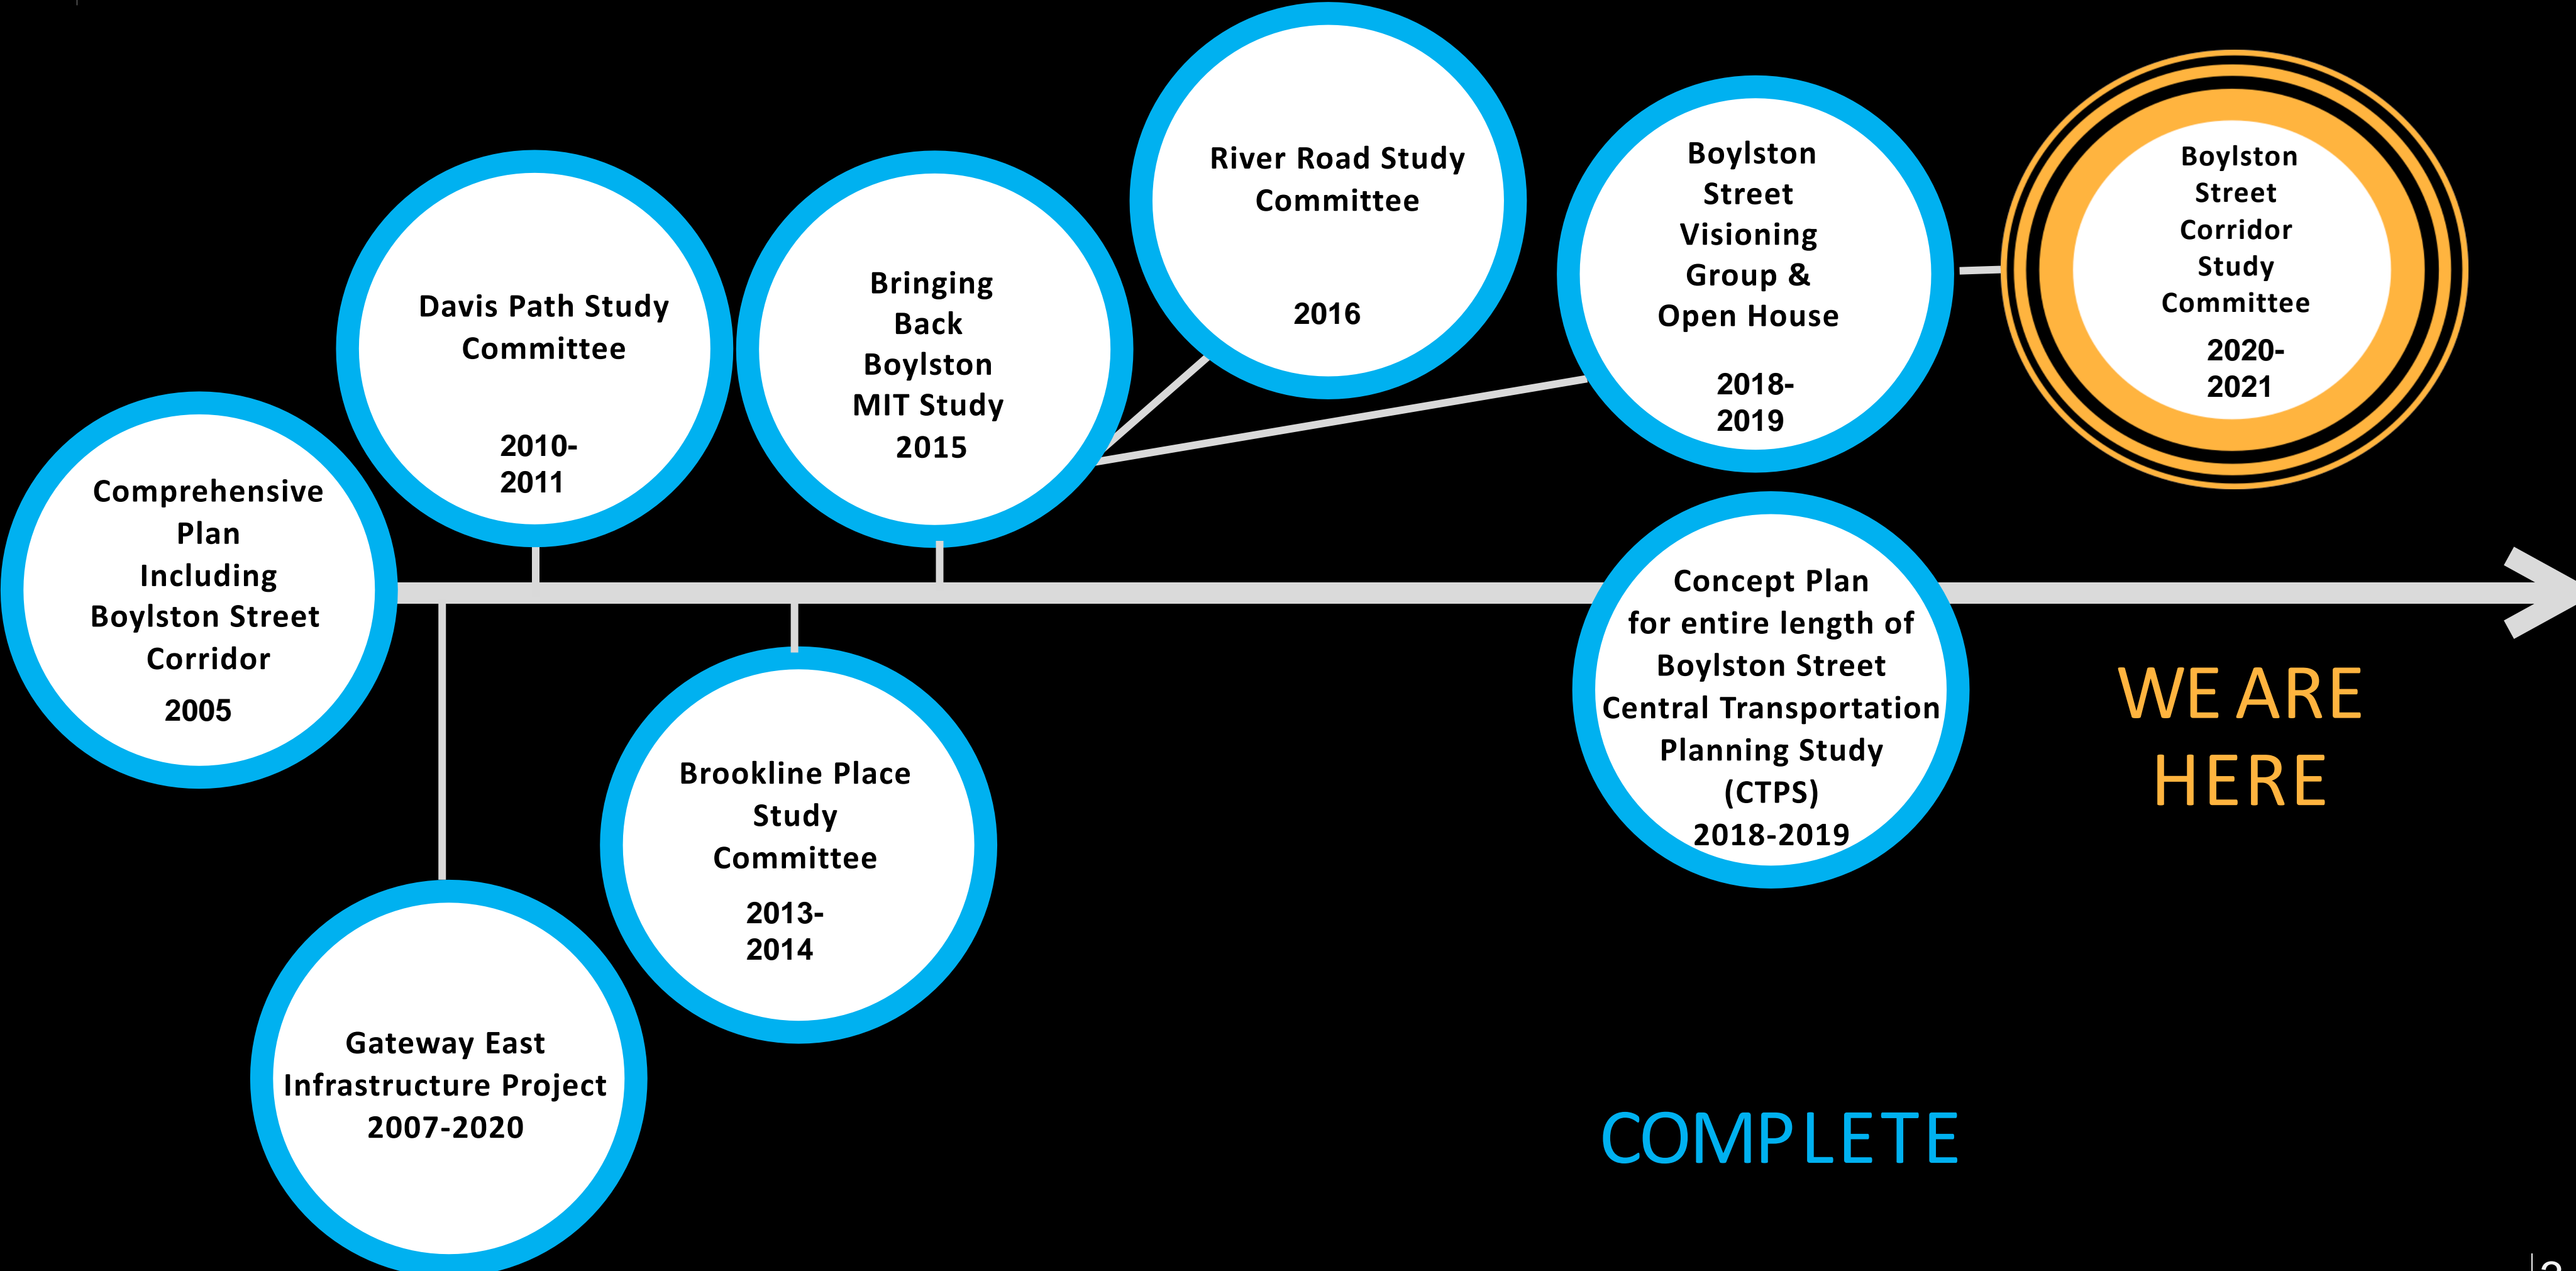 Comprehensive
Plan
Including
Boylston Street
Corridor
2005
Davis Path Study
Committee
2010-
2011
Bringing
Back
Boylston
MIT Study
2015
River Road Study
Committee
2016
Boylston
Street
Visioning
Group &
Open House
2018-
2019
Boylston
Street
Corridor
Study
Committee
2020-
2021
Gateway East
Infrastructure Project
2007-2020
Brookline Place
Study
Committee
2013-
2014
Concept Plan
for entire length of
Boylston Street
Central Transportation
Planning Study
(CTPS)
2018-2019
WE ARE
HERE
COMPLETE